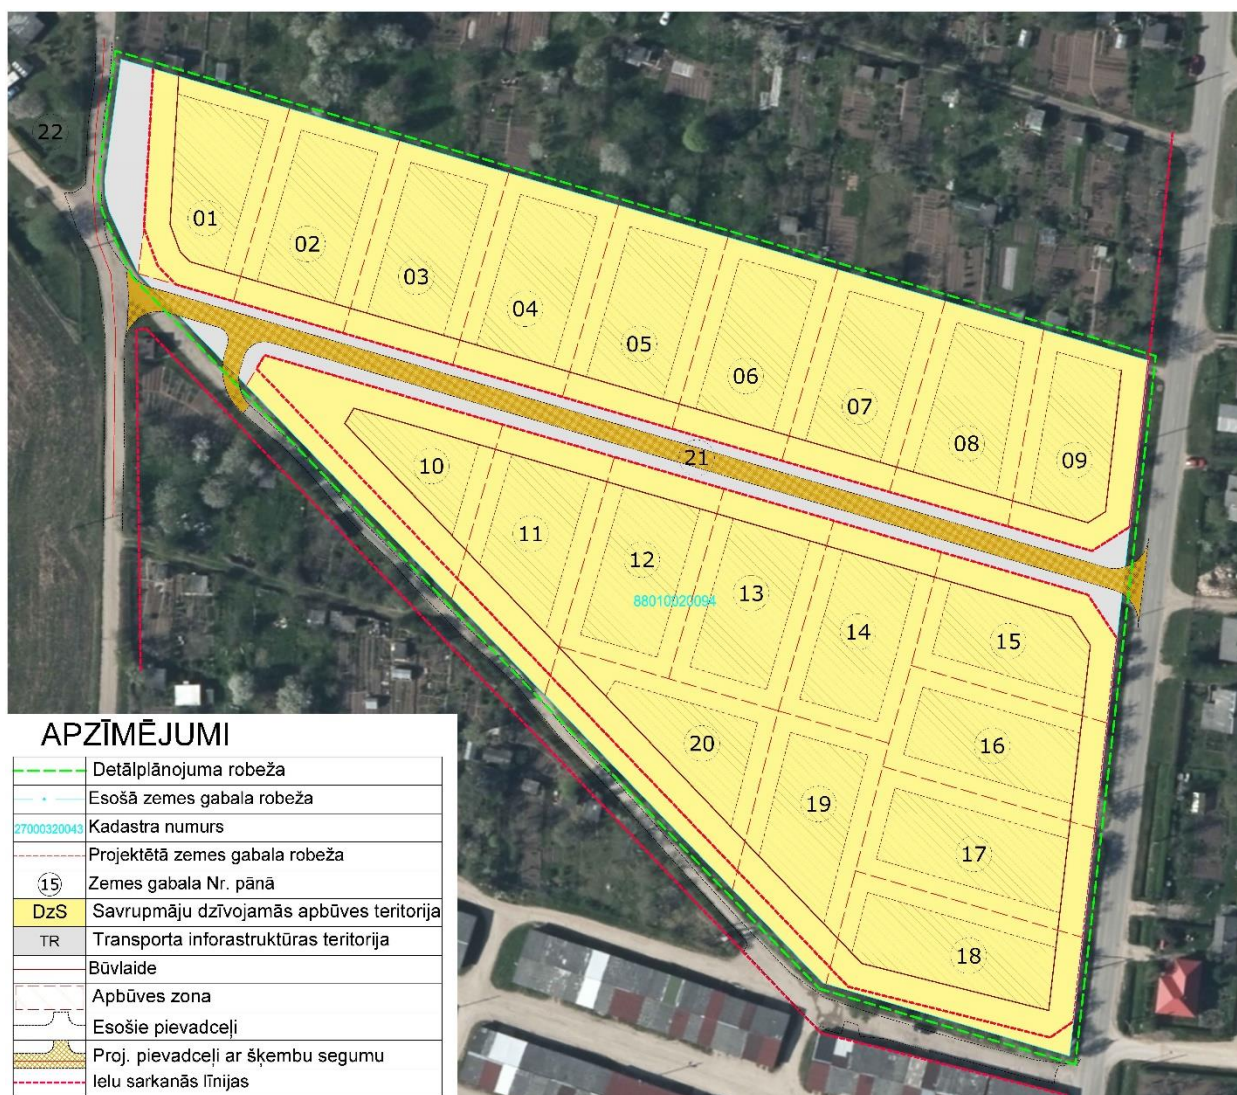 22
01
02
03
04
05
06
07
08
09
10
21
11
12
13
88010020094
14
15
16
20
19
17
18
APZĪMĒJUMI
Detālplānojuma robeža
Esošā zemes gabala robeža
27000320043 Kadastra numurs
Projektētā zemes gabala robeža
15 Zemes gabala Nr. pānā
DzS Savrupmāju dzīvojamās apbūves teritorija
TR Transporta inforastruktūras teritorija
Būvlaide
Apbūves zona
Esošie pievadceļi
Proj. pievadceļi ar šķembu segumu
Ielu sarkanās līnijas